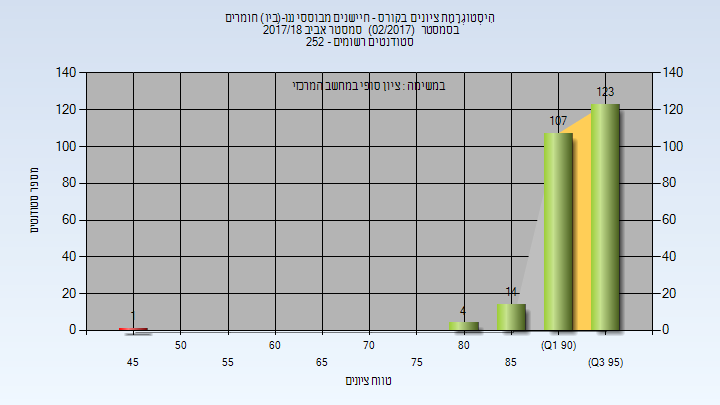 הִיסטוֹגרָמַת ציונים בקורס - חיישנים מבוססי ננו-(ביו) חומרים
בסמסטר (02/2017) סמסטר אביב 2017/18
סטודנטים רשומים - 252
במשימה : ציון סופי במחשב המרכזי
140 140
120 120
100 100
80 80
60 60
40 40
20 20
0 0
1 4 14 107 123
מספר סטודנטים
50 60 70 80 (Q1 90)
45 55 65 75 85 (Q3 95)
טווח ציונים